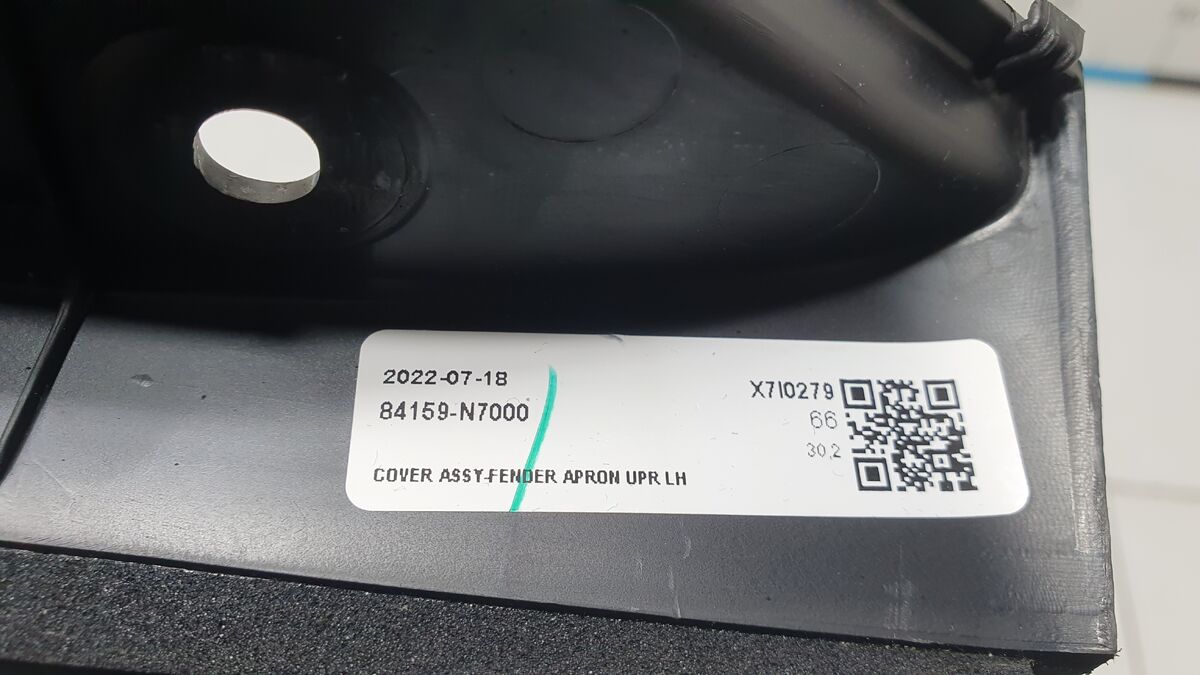 2022-07-18
84159-N7000
COVER ASSY-FENDER APRON UPR LH
X7I0279
66
30,2